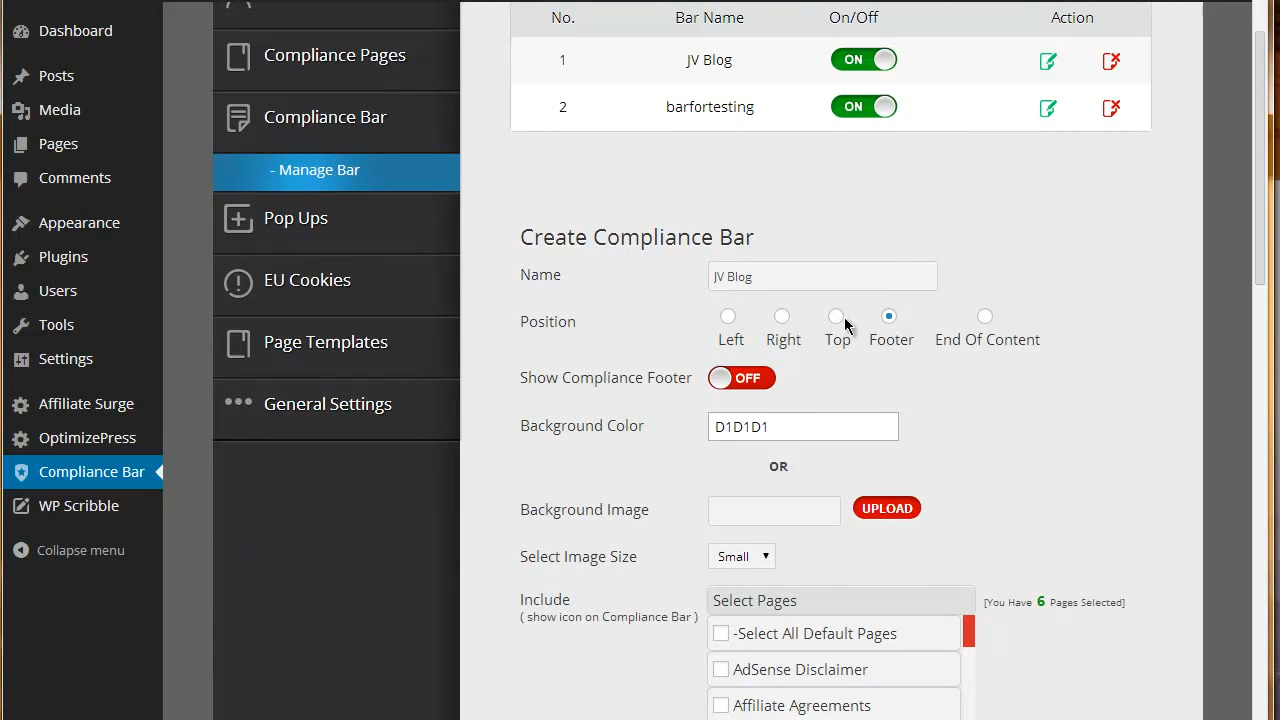 Dashboard
Posts
Media
Pages
Comments
Appearance
Plugins
Users
Tools
Settings
Affiliate Surge
OptimizePress
Compliance Bar
WP Scribble
Collapse menu
Compliance Pages
Compliance Bar
- Manage Bar
Pop Ups
EU Cookies
Page Templates
General Settings
No. Bar Name On/Off Action
1 JV Blog ON
2 barfortesting ON
Create Compliance Bar
Name JV Blog
Position
Left Right Top Footer End Of Content
Show Compliance Footer OFF
Background Color D1D1D1
OR
Background Image UPLOAD
Select Image Size Small
Include Select Pages [You Have 6 Pages Selected]
( show icon on Compliance Bar )
-Select All Default Pages
AdSense Disclaimer
Affiliate Agreements